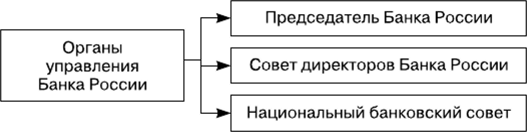 Органы
управления
Банка России
Председатель Банка России
Совет директоров Банка России
Национальный банковский совет